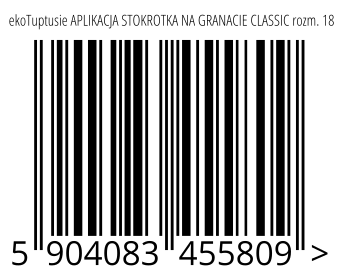 ekoTuptusie APLIKACJA STOKROTKA NA GRANACIE CLASSIC rozm. 18
5 904083 455809 >